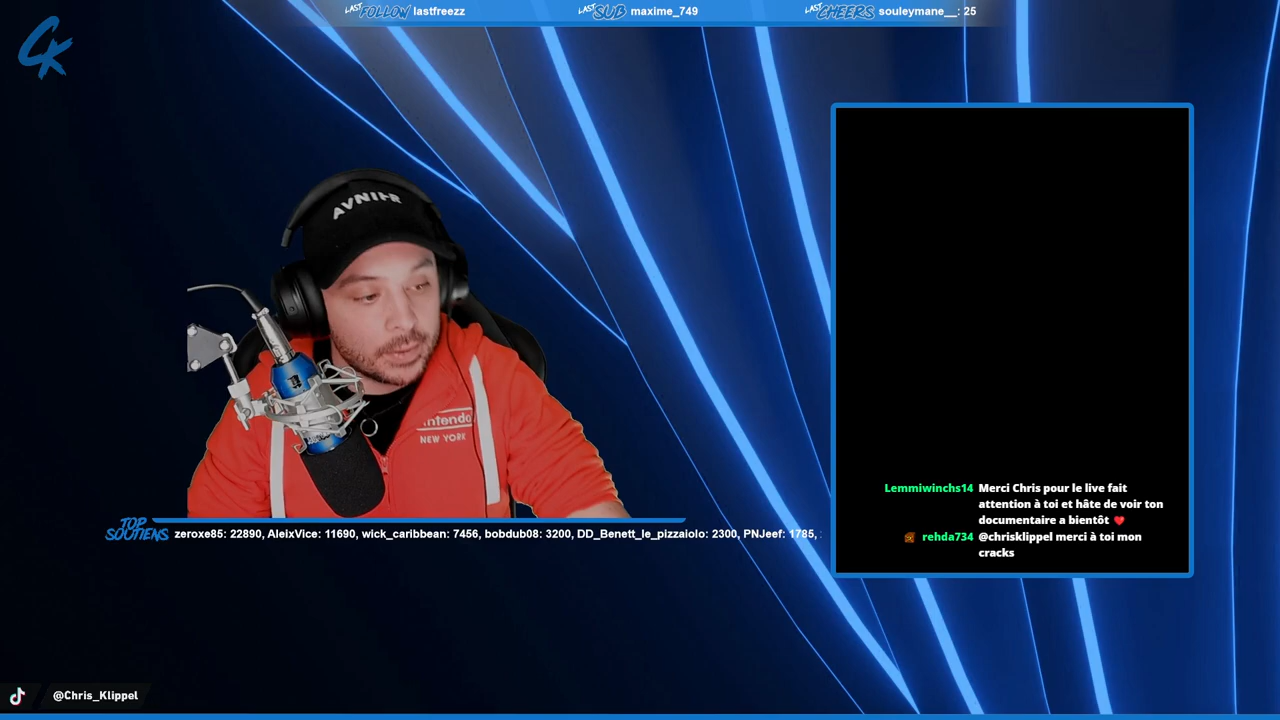 LAST FOLLOW lastfreezz LAST SUB maxime_749 LAST CHEERS souleymane__: 25
CK
AVNIER
Nintendo
NEW YORK
Lemmiwinchs14 Merci Chris pour le live fait
attention à toi et hâte de voir ton
documentaire a bientôt ❤️
rehda734 @chrisklippel merci à toi mon
cracks
TOP SOUTIENS zeroxe85: 22890, AleixVice: 11690, wick_caribbean: 7456, bobdub08: 3200, DD_Benett_le_pizzaiolo: 2300, PNJeef: 1785,
@Chris_Klippel